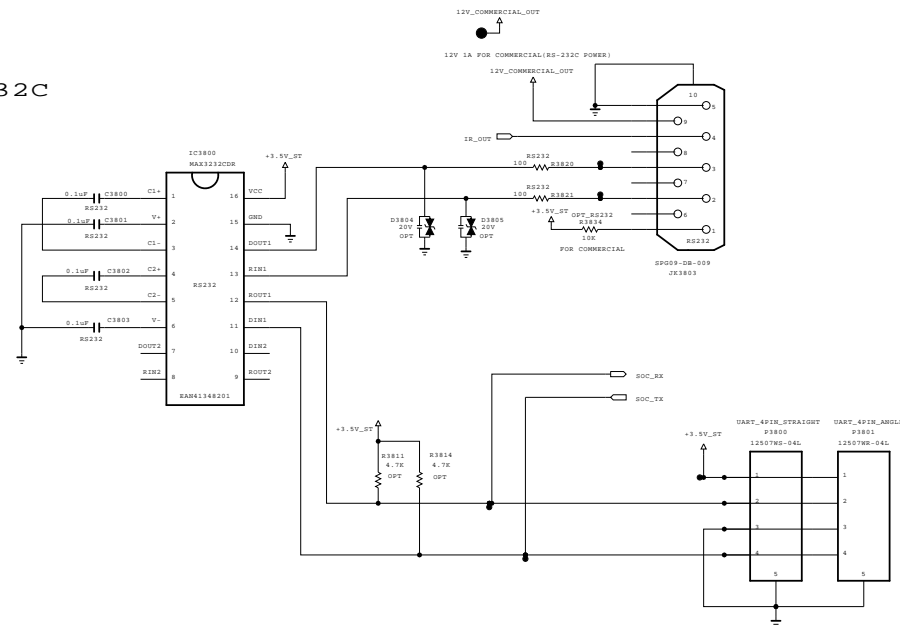 12V_COMMERCIAL_OUT
12V 1A FOR COMMERCIAL(RS-232C POWER)
12V_COMMERCIAL_OUT
32C
10
5
9
IR_OUT
4
8
IC3800
MAX3232CDR
+3.5V_ST
RS232
100 R3820
3
7
0.1uF C3800
RS232
C1+
1
16
VCC
RS232
100 R3821
2
0.1uF C3801
RS232
V+
2
15
GND
D3804
20V
OPT
D3805
20V
OPT
+3.5V_ST
OPT_RS232
R3834
10K
FOR COMMERCIAL
6
1
RS232
C1-
3
14
DOUT1
SPG09-DB-009
JK3803
0.1uF C3802
RS232
C2+
4
13
RIN1
RS232
C2-
5
12
ROUT1
0.1uF C3803
RS232
V-
6
11
DIN1
DOUT2
7
10
DIN2
RIN2
8
9
ROUT2
EAN41348201
SOC_RX
SOC_TX
+3.5V_ST
R3811
4.7K
OPT
R3814
4.7K
OPT
+3.5V_ST
UART_4PIN_STRAIGHT
P3800
12507WS-04L
UART_4PIN_ANGL
P3801
12507WR-04L
1
1
2
2
3
3
4
4
5
5